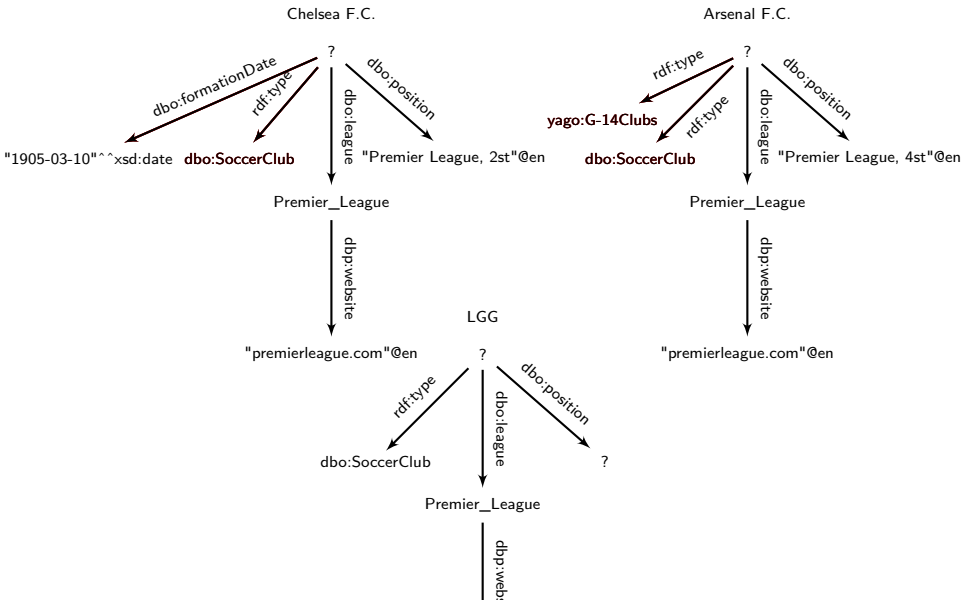 Chelsea F.C.
?
dbo:formationDate
rdf:type
dbo:league
dbo:position
"1905-03-10"^^xsd:date
dbo:SoccerClub
"Premier League, 2st"@en
Premier_League
dbp:website
"premierleague.com"@en
Arsenal F.C.
?
rdf:type
rdf:type
dbo:league
dbo:position
yago:G-14Clubs
dbo:SoccerClub
"Premier League, 4st"@en
Premier_League
dbp:website
"premierleague.com"@en
LGG
?
rdf:type
dbo:league
dbo:position
dbo:SoccerClub
?
Premier_League
dbp:webs